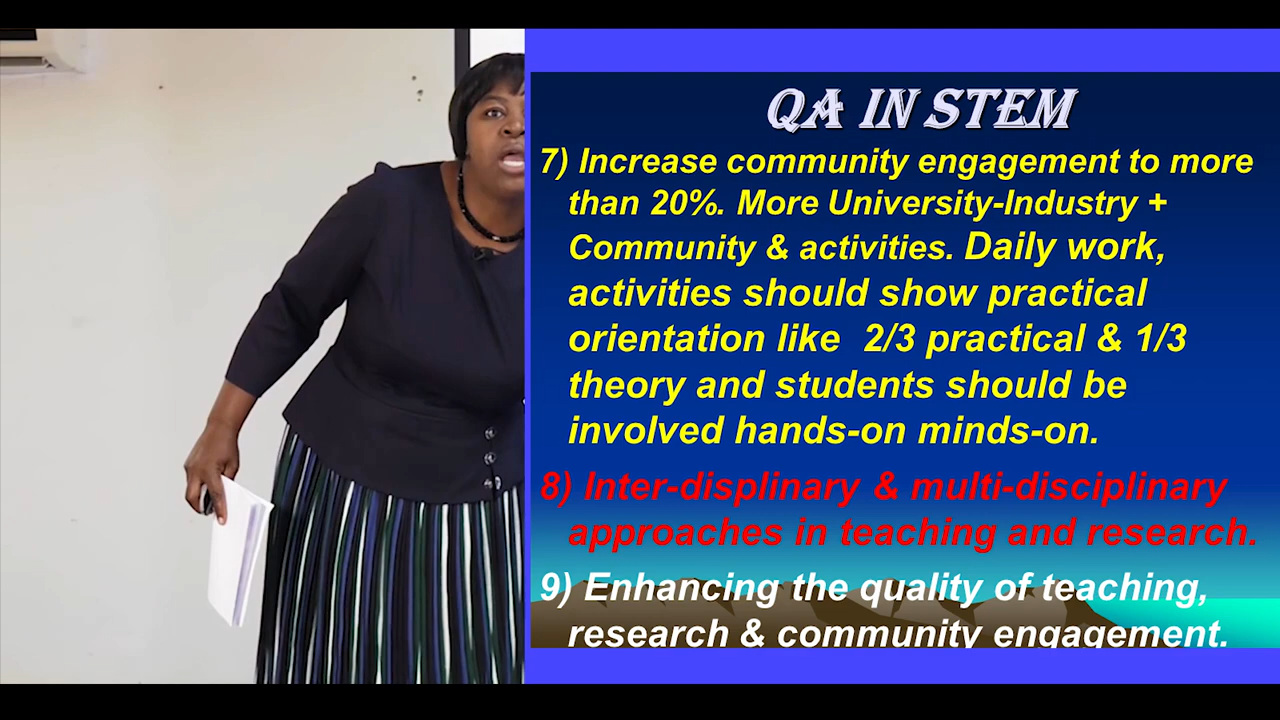 QA IN STEM
7) Increase community engagement to more
than 20%. More University-Industry +
Community & activities. Daily work,
activities should show practical
orientation like 2/3 practical & 1/3
theory and students should be
involved hands-on minds-on.
8) Inter-displinary & multi-disciplinary
approaches in teaching and research.
9) Enhancing the quality of teaching,
research & community engagement.